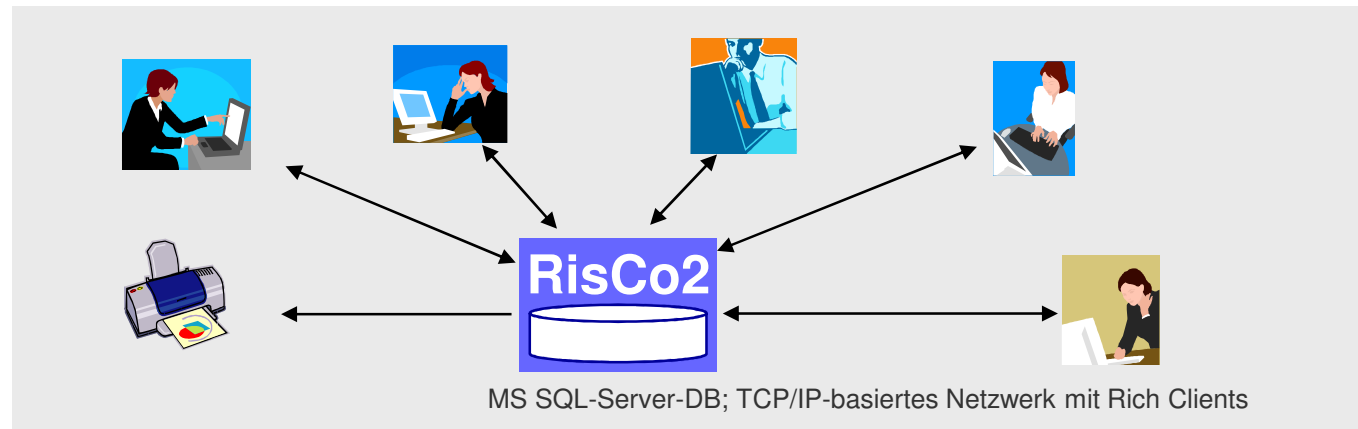 RisCo2
MS SQL-Server-DB; TCP/IP-basiertes Netzwerk mit Rich Clients